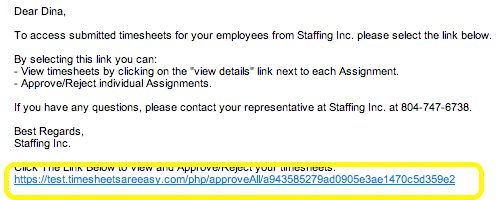 Dear Dina,
To access submitted timesheets for your employees from Staffing Inc. please select the link below.
By selecting this link you can:
- View timesheets by clicking on the "view details" link next to each Assignment.
- Approve/Reject individual Assignments.
If you have any questions, please contact your representative at Staffing Inc. at 804-747-6738.
Best Regards,
Staffing Inc.
Click The Link Below to View and Approve/Reject your timesheets:
https://test.timesheetsareeasy.com/php/approveAll/a943585279ad0905e3ae1470c5d359e2